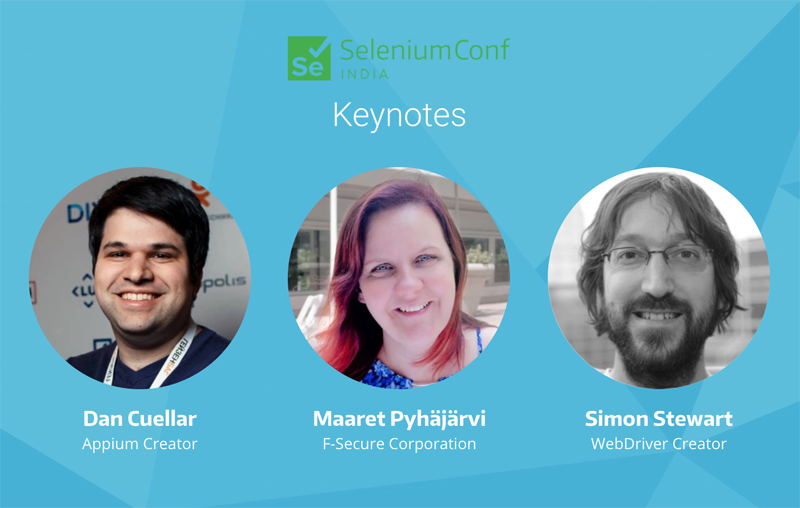 Se
SeleniumConf
INDIA
Keynotes
Dan Cuellar
Appium Creator
Maaret Pyhäjärvi
F-Secure Corporation
Simon Stewart
WebDriver Creator